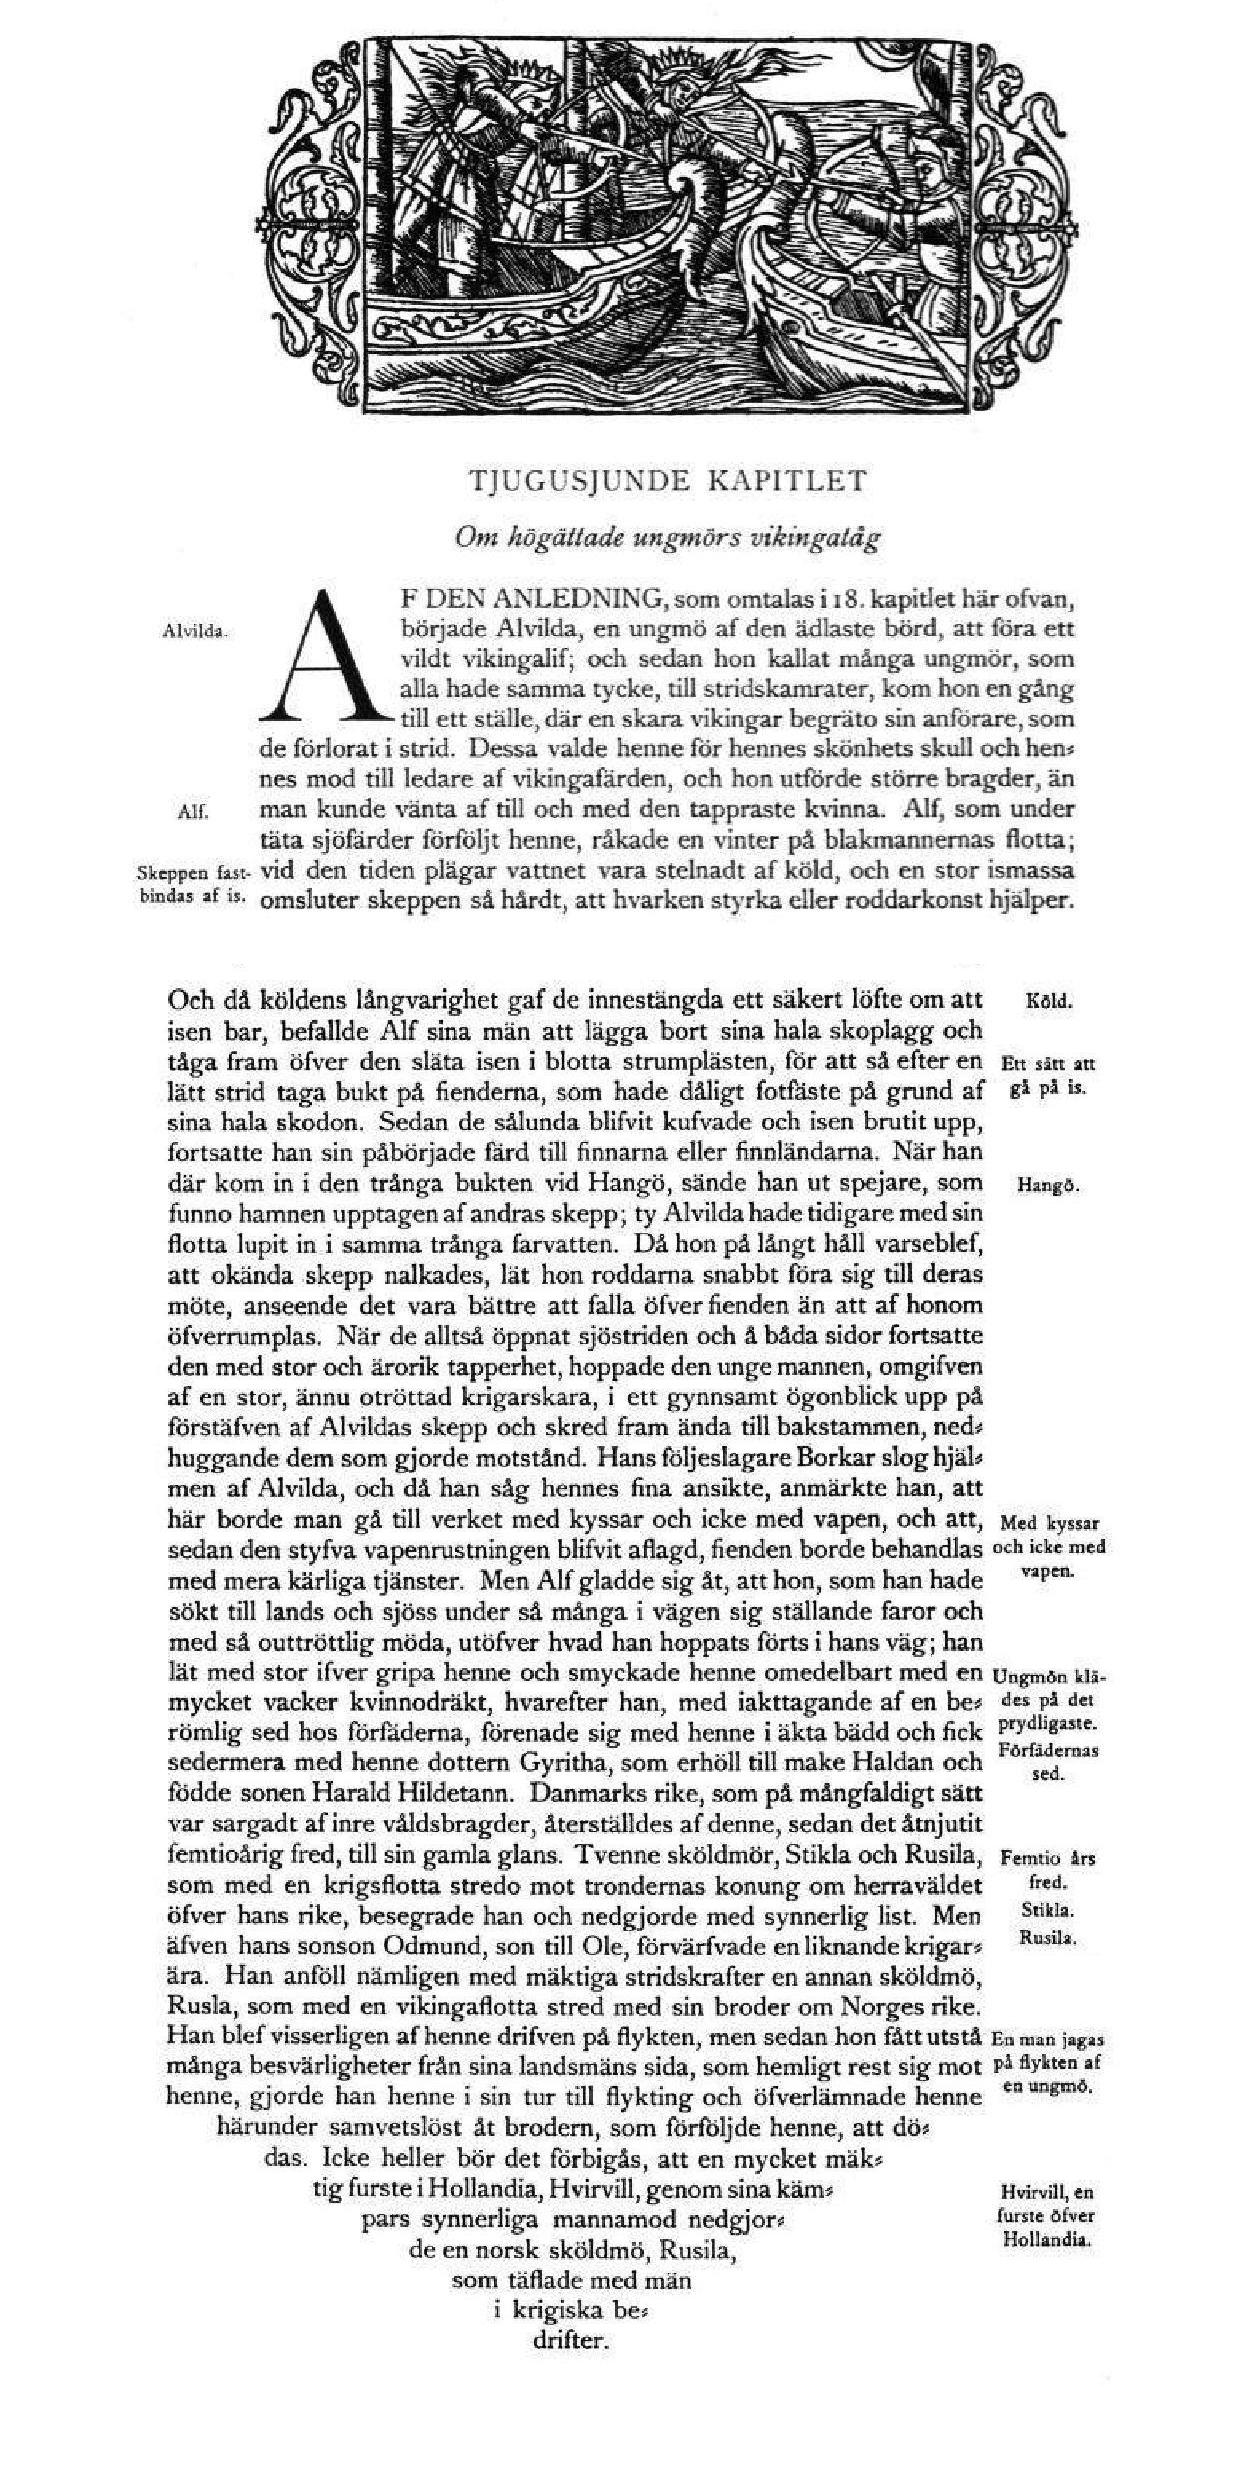 TJUGUSJUNDE KAPITLET
Om högättade ungmörs vikingatåg
AF DEN ANLEDNING, som omtalas i 18. kapitlet här ofvan,
Alvilda.
började Alvilda, en ungmö af den ädlaste börd, att föra ett
vildt vikingalif; och sedan hon kallat många ungmör, som
alla hade samma tycke, till stridskamrater, kom hon en gång
till ett ställe, där en skara vikingar begräto sin anförare, som
de förlorat i strid. Dessa valde henne för hennes skönhets skull och hen-
nes mod till ledare af vikingafärden, och hon utförde större bragder, än
Alf.
man kunde vänta af till och med den tappraste kvinna. Alf, som under
täta sjöfärder förföljt henne, råkade en vinter på blakmannernas flotta;
Skeppen fast-
vid den tiden plägar vattnet vara stelnadt af köld, och en stor ismassa
bindas af is.
omsluter skeppen så hårdt, att hvarken styrka eller roddarkonst hjälper.
Och då köldens långvarighet gaf de innestängda ett säkert löfte om att
Köld.
isen bar, befallde Alf sina män att lägga bort sina hala skoplagg och
tåga fram öfver den släta isen i blotta strumplästen, för att så efter en
Ett sätt att
lätt strid taga bukt på fienderna, som hade dåligt fotfäste på grund af
gå på is.
sina hala skodon. Sedan de sålunda blifvit kufvade och isen brutit upp,
fortsatte han sin påbörjade färd till finnarna eller finnländarna. När han
där kom in i den trånga bukten vid Hangö, sände han ut spejare, som
Hangö.
funno hamnen upptagen af andras skepp; ty Alvilda hade tidigare med sin
flotta lupit in i samma trånga farvatten. Då hon på långt håll varseblef,
att okända skepp nalkades, lät hon roddarna snabbt föra sig till deras
möte, anseende det vara bättre att falla öfver fienden än att af honom
öfverrumplas. När de alltså öppnat sjöstriden och å båda sidor fortsatte
den med stor och ärorik tapperhet, hoppade den unge mannen, omgifven
af en stor, ännu otröttad krigarskara, i ett gynnsamt ögonblick upp på
förstäfven af Alvildas skepp och skred fram ända till bakstammen, ned-
huggande dem som gjorde motstånd. Hans följeslagare Borkar slog hjäl-
men af Alvilda, och då han såg hennes fina ansikte, anmärkte han, att
här borde man gå till verket med kyssar och icke med vapen, och att,
Med kyssar
sedan den styfva vapenrustningen blifvit aflagd, fienden borde behandlas
och icke med
med mera kärliga tjänster. Men Alf gladde sig åt, att hon, som han hade
vapen.
sökt till lands och sjöss under så många i vägen sig ställande faror och
med så outtröttlig möda, utöfver hvad han hoppats förts i hans väg; han
lät med stor ifver gripa henne och smyckade henne omedelbart med en
Ungmön klä-
mycket vacker kvinnodräkt, hvarefter han, med iakttagande af en be-
des på det
römlig sed hos förfäderna, förenade sig med henne i äkta bädd och fick
prydligaste.
sedermera med henne dottern Gyritha, som erhöll till make Haldan och
Förfädernas
sed.
födde sonen Harald Hildetann. Danmarks rike, som på mångfaldigt sätt
var sargadt af inre våldsbragder, återställdes af denne, sedan det åtnjutit
femtioårig fred, till sin gamla glans. Tvenne sköldmör, Stikla och Rusila,
Femtio års
som med en krigsflotta stredo mot trondernas konung om herraväldet
fred.
öfver hans rike, besegrade han och nedgjorde med synnerlig list. Men
Stikla.
äfven hans sonson Odmund, son till Ole, förvärfvade en liknande krigar-
Rusila.
ära. Han anföll nämligen med mäktiga stridskrafter en annan sköldmö,
Rusla, som med en vikingaflotta stred med sin broder om Norges rike.
Han blef visserligen af henne drifven på flykten, men sedan hon fått utstå
En man jagas
många besvärligheter från sina landsmäns sida, som hemligt rest sig mot
på flykten af
henne, gjorde han henne i sin tur till flykting och öfverlämnade henne
en ungmö.
härunder samvetslöst åt brodern, som förföljde henne, att dö-
das. Icke heller bör det förbigås, att en mycket mäk-
tig furste i Hollandia, Hvirvill, genom sina käm-
Hvirvill, en
pars synnerliga mannamod nedgjor-
furste öfver
de en norsk sköldmö, Rusila,
Hollandia.
som täflade med män
i krigiska be-
drifter.